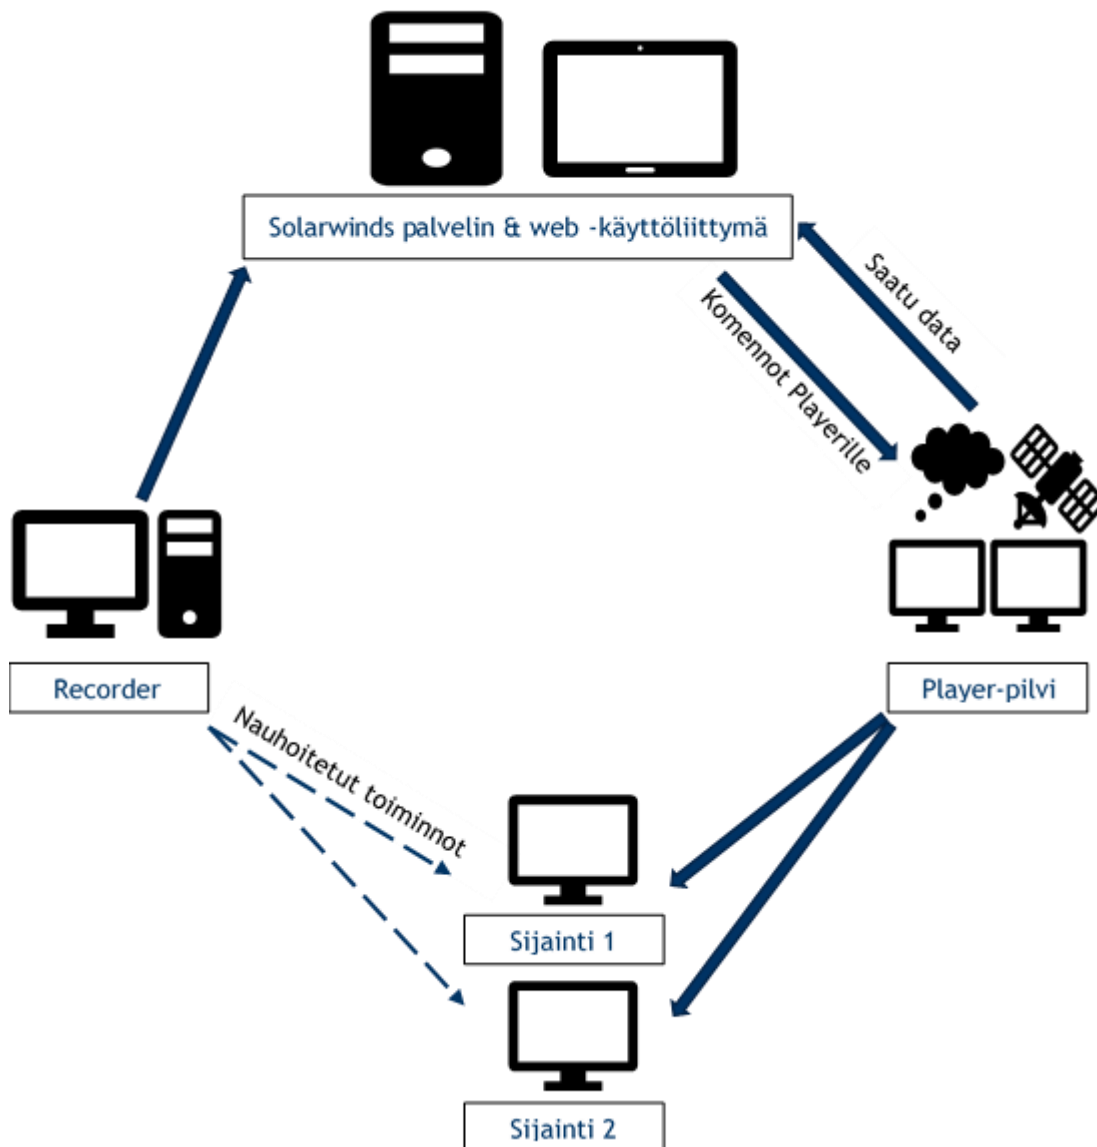 Solarwinds palvelin & web -käyttöliittymä
Saatu data
Komennot Playerille
Recorder
Player-pilvi
Nauhoitetut toiminnot
Sijainti 1
Sijainti 2